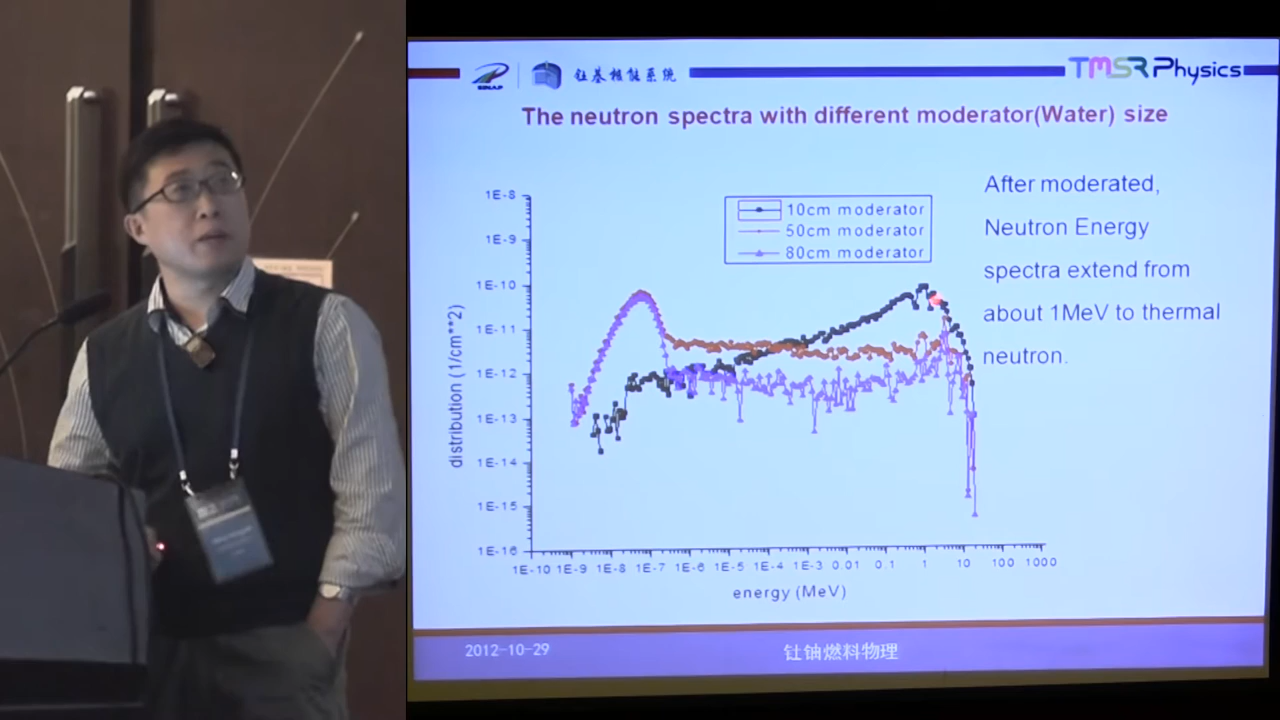 SINAP
钍基核能系统
TMSR Physics
The neutron spectra with different moderator(Water) size
After moderated,
Neutron Energy
spectra extend from
about 1MeV to thermal
neutron.
10cm moderator
50cm moderator
80cm moderator
distribution (1/cm**2)
1E-8
1E-9
1E-10
1E-11
1E-12
1E-13
1E-14
1E-15
1E-16
1E-10 1E-9 1E-8 1E-7 1E-6 1E-5 1E-4 1E-3 0.01 0.1 1 10 100 1000
energy (MeV)
2012-10-29
钍铀燃料物理